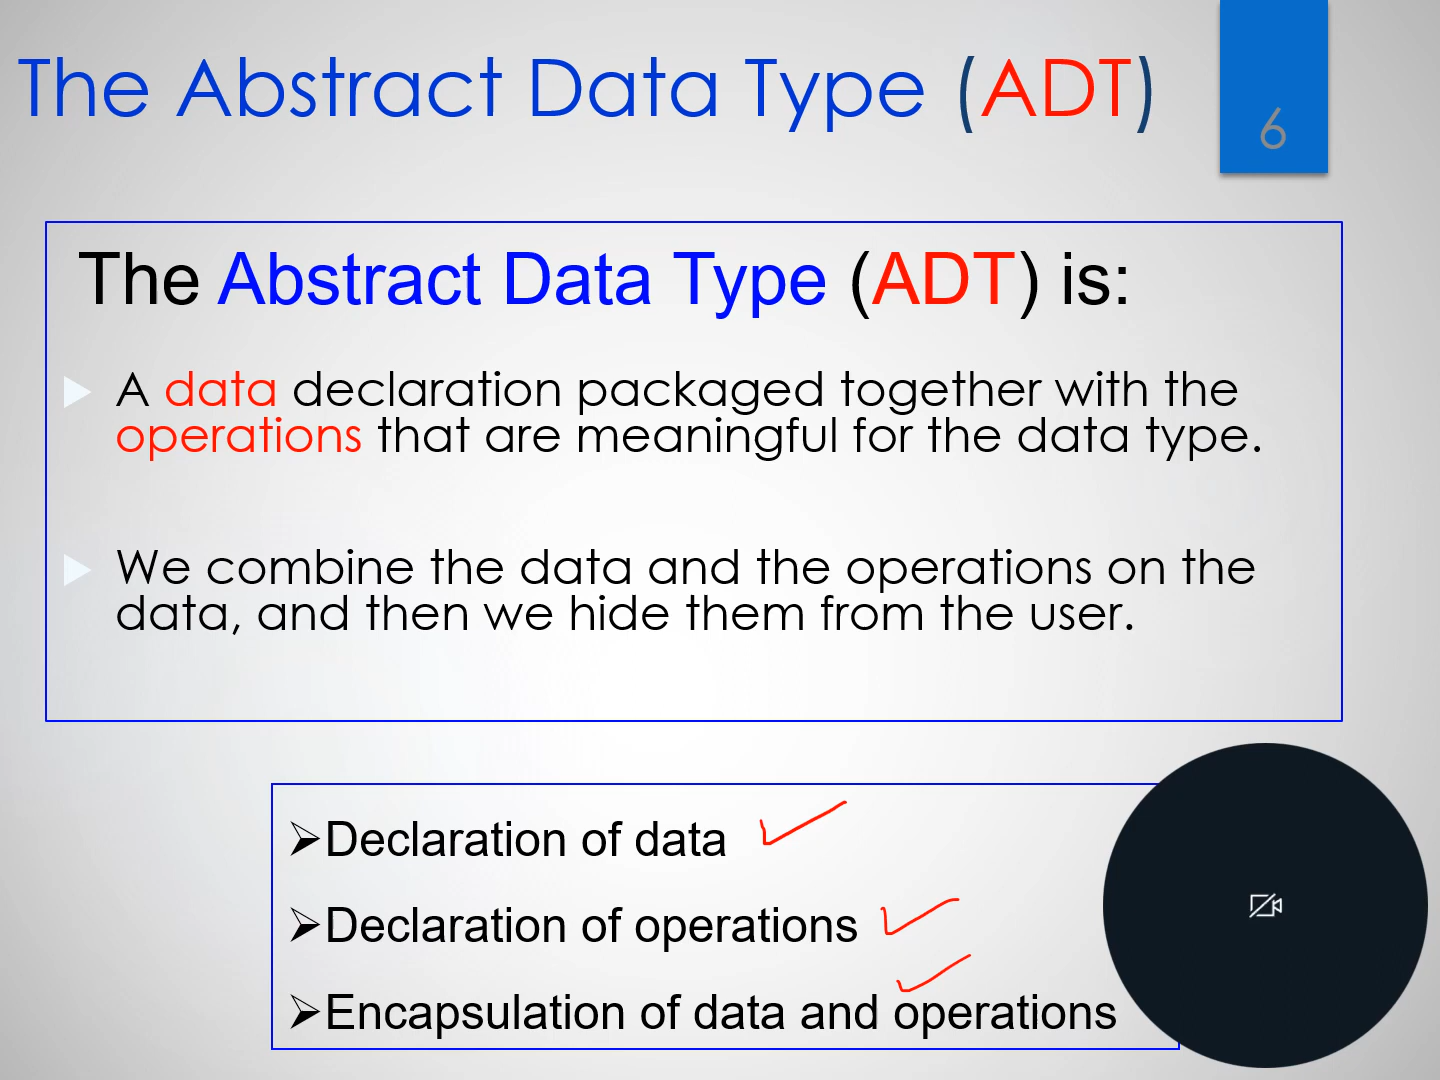 The Abstract Data Type (ADT)
6
The Abstract Data Type (ADT) is:
A data declaration packaged together with the
operations that are meaningful for the data type.
We combine the data and the operations on the
data, and then we hide them from the user.
Declaration of data
Declaration of operations
Encapsulation of data and operations